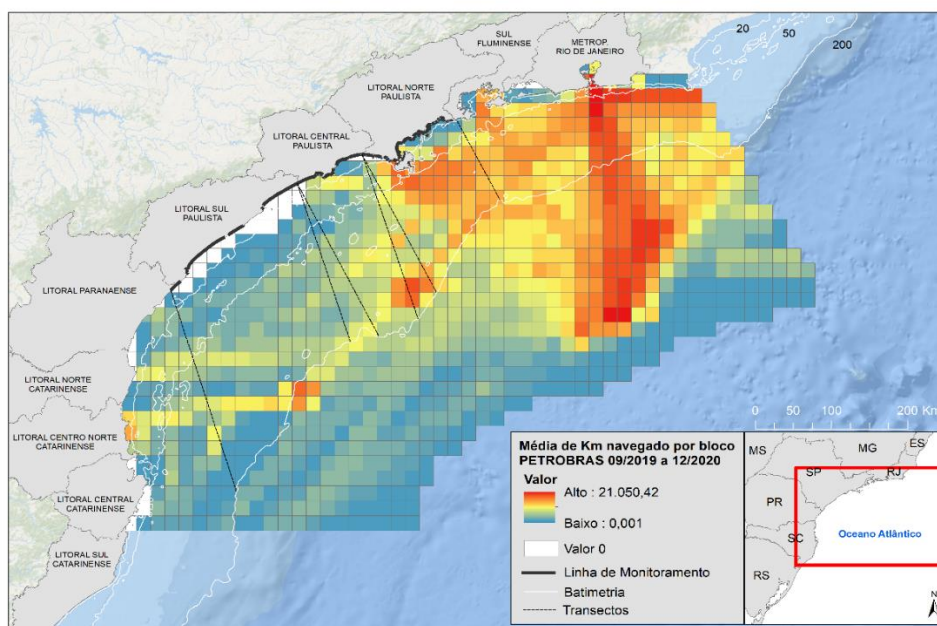 SUL
FLUMINENSE
METROP.
RIO DE JANEIRO
20
50
200
LITORAL NORTE
PAULISTA
LITORAL CENTRAL
PAULISTA
LITORAL SUL
PAULISTA
LITORAL PARANAENSE
LITORAL NORTE
CATARINENSE
LITORAL CENTRO NORTE
CATARINENSE
LITORAL CENTRAL
CATARINENSE
LITORAL SUL
CATARINENSE
0 50 100 200 Km
Média de Km navegado por bloco
PETROBRAS 09/2019 a 12/2020
Valor
Alto : 21.050,42
Baixo : 0,001
Valor 0
Linha de Monitoramento
Batimetria
Transectos
MS
MG
ES
SP
RJ
PR
SC
RS
Oceano Atlântico
N